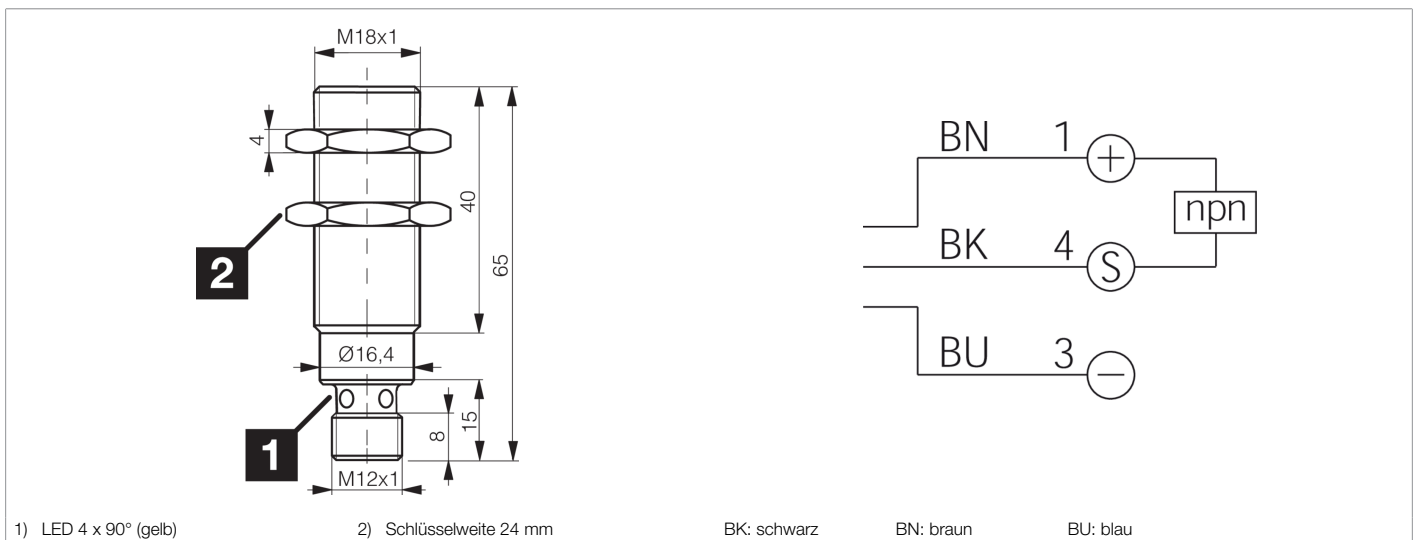 M18x1
4
40
65
2
Ø16,4
1
8
15
M12x1
BN 1 +
npn
BK 4 S
BU 3 −
1) LED 4 x 90° (gelb) 2) Schlüsselweite 24 mm BK: schwarz BN: braun BU: blau